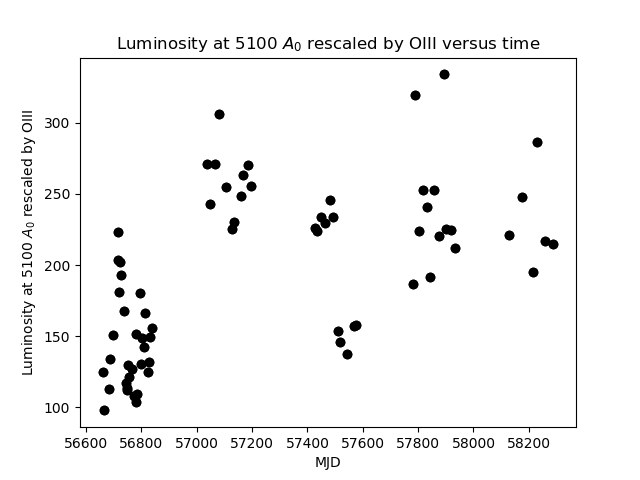 Luminosity at 5100 A0 rescaled by OIII versus time
Luminosity at 5100 A0 rescaled by OIII
300
250
200
150
100
56600 56800 57000 57200 57400 57600 57800 58000 58200
MJD